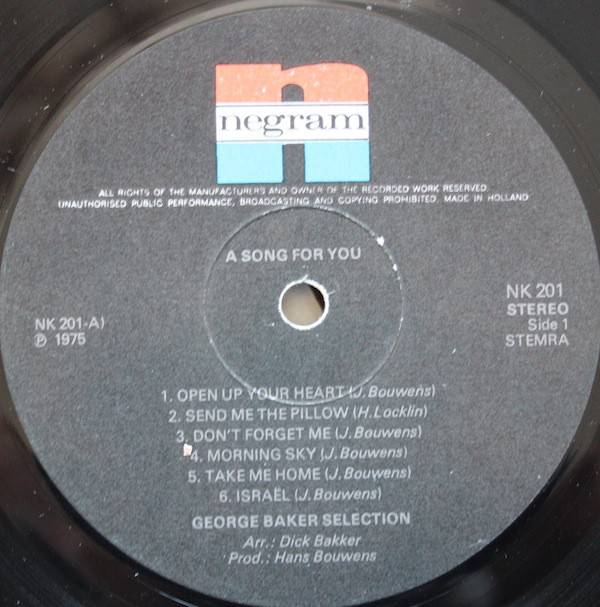 negram
ALL RIGHTS OF THE MANUFACTURERS AND OWNER OF THE RECORDED WORK RESERVED.
UNAUTHORISED PUBLIC PERFORMANCE, BROADCASTING AND COPYING PROHIBITED. MADE IN HOLLAND
A SONG FOR YOU
NK 201
STEREO
Side 1
STEMRA
NK 201-A)
℗ 1975
1. OPEN UP YOUR HEART (J.Bouwens)
2. SEND ME THE PILLOW (H.Locklin)
3. DON'T FORGET ME (J.Bouwens)
4. MORNING SKY (J.Bouwens)
5. TAKE ME HOME (J.Bouwens)
6. ISRAËL (J.Bouwens)
GEORGE BAKER SELECTION
Arr.: Dick Bakker
Prod.: Hans Bouwens